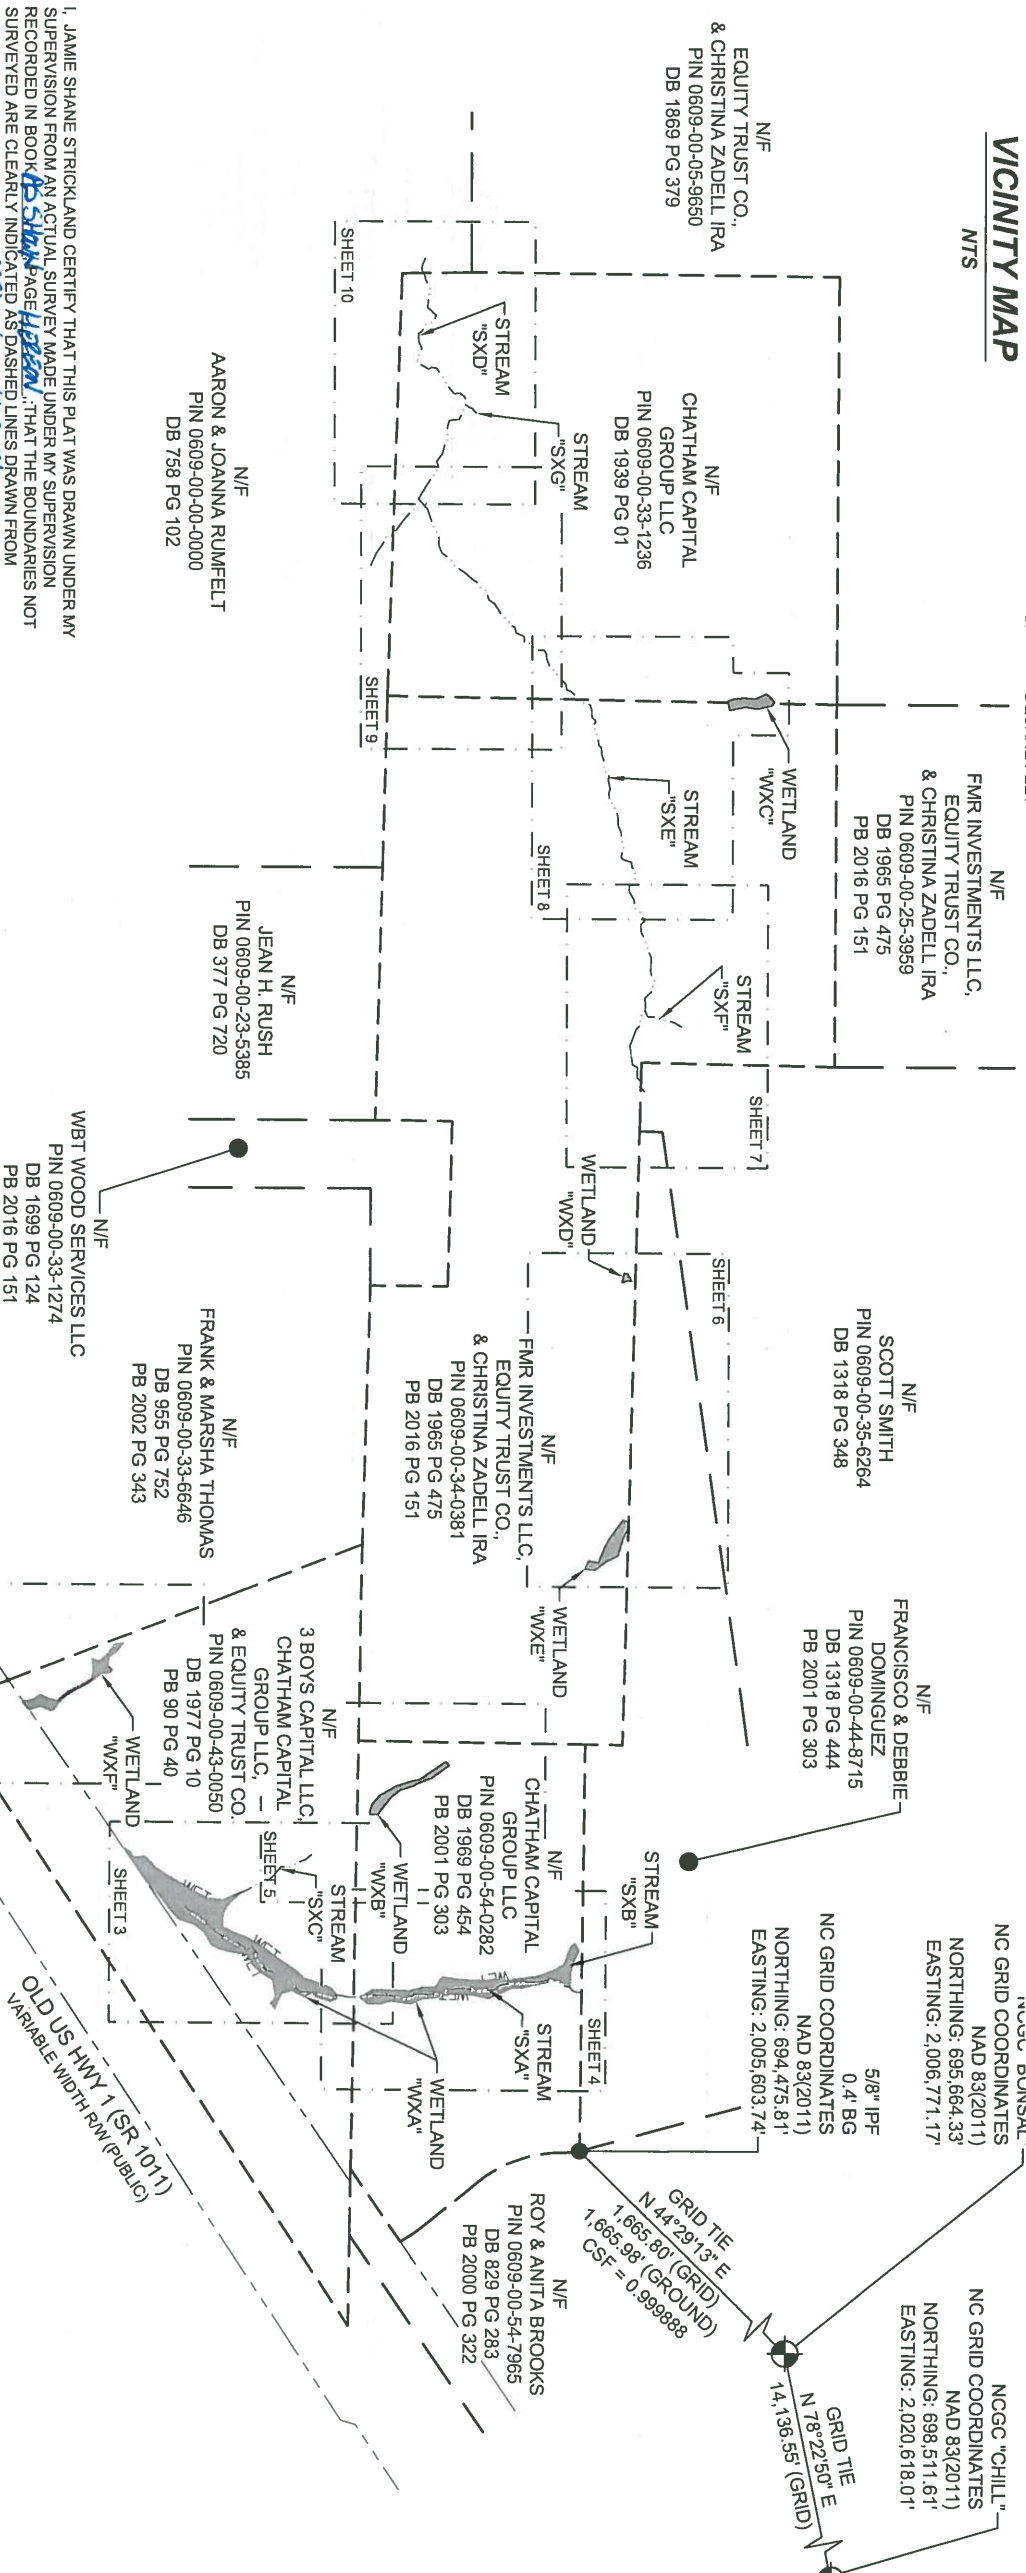 VICINITY MAP
NTS
N/F
EQUITY TRUST CO.,
& CHRISTINA ZADELL IRA
PIN 0609-00-05-9650
DB 1869 PG 379
N/F
CHATHAM CAPITAL
GROUP LLC
PIN 0609-00-33-1236
DB 1939 PG 01
N/F
FMR INVESTMENTS LLC,
EQUITY TRUST CO.,
& CHRISTINA ZADELL IRA
PIN 0609-00-25-3959
DB 1965 PG 475
PB 2016 PG 151
WETLAND
"WXC"
STREAM
"SXD"
STREAM
"SXG"
STREAM
"SXE"
STREAM
"SXF"
SHEET 10
SHEET 9
SHEET 8
SHEET 7
N/F
AARON & JOANNA RUMFELT
PIN 0609-00-00-0000
DB 758 PG 102
N/F
JEAN H. RUSH
PIN 0609-00-23-5385
DB 377 PG 720
N/F
WBT WOOD SERVICES LLC
PIN 0609-00-33-1274
DB 1699 PG 124
PB 2016 PG 151
N/F
SCOTT SMITH
PIN 0609-00-35-6264
DB 1318 PG 348
SHEET 6
WETLAND
"WXD"
N/F
FMR INVESTMENTS LLC,
EQUITY TRUST CO.,
& CHRISTINA ZADELL IRA
PIN 0609-00-34-0381
DB 1965 PG 475
PB 2016 PG 151
N/F
FRANK & MARSHA THOMAS
PIN 0609-00-33-6646
DB 955 PG 752
PB 2002 PG 343
WETLAND
"WXE"
N/F
FRANCISCO & DEBBIE
DOMINGUEZ
PIN 0609-00-44-8715
DB 1318 PG 444
PB 2001 PG 303
N/F
3 BOYS CAPITAL LLC,
CHATHAM CAPITAL
GROUP LLC,
& EQUITY TRUST CO.
PIN 0609-00-43-0050
DB 1977 PG 10
PB 90 PG 40
WETLAND
"WXF"
N/F
CHATHAM CAPITAL
GROUP LLC
PIN 0609-00-54-0282
DB 1969 PG 454
PB 2001 PG 303
WETLAND
"WXB"
STREAM
"SXB"
STREAM
"SXC"
STREAM
"SXA"
WETLAND
"WXA"
WET
WET
WET
WET
WET
SHEET 5
SHEET 3
SHEET 4
OLD US HWY 1 (SR 1011)
VARIABLE WIDTH R/W (PUBLIC)
N/F
ROY & ANITA BROOKS
PIN 0609-00-54-7965
DB 829 PG 283
PB 2000 PG 322
5/8" IPF
0.4' BG
NC GRID COORDINATES
NAD 83(2011)
NORTHING: 694,475.81'
EASTING: 2,005,603.74'
NCGC "BONSAL"
NC GRID COORDINATES
NAD 83(2011)
NORTHING: 695,664.33'
EASTING: 2,006,771.17'
GRID TIE
N 44°29'13" E
1,665.80' (GRID)
1,665.98' (GROUND)
CSF = 0.999888
NCGC "CHILL"
NC GRID COORDINATES
NAD 83(2011)
NORTHING: 698,511.61'
EASTING: 2,020,618.01'
GRID TIE
N 78°22'50" E
14,136.55' (GRID)
I, JAMIE SHANE STRICKLAND CERTIFY THAT THIS PLAT WAS DRAWN UNDER MY
SUPERVISION FROM AN ACTUAL SURVEY MADE UNDER MY SUPERVISION
RECORDED IN BOOK AS SHOWN PAGE HEREON ; THAT THE BOUNDARIES NOT
SURVEYED ARE CLEARLY INDICATED AS DASHED LINES DRAWN FROM